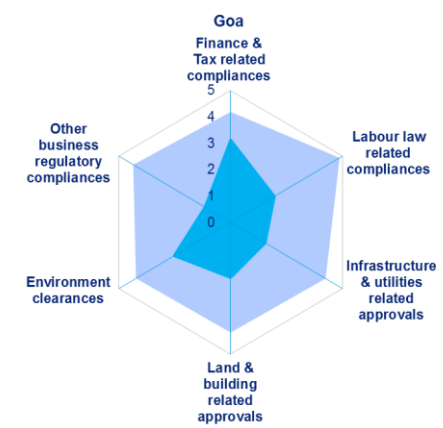 Goa
Finance &
Tax related
compliances
5
4
3
2
1
0
Labour law
related
compliances
Infrastructure
& utilities
related
approvals
Land &
building
related
approvals
Environment
clearances
Other
business
regulatory
compliances